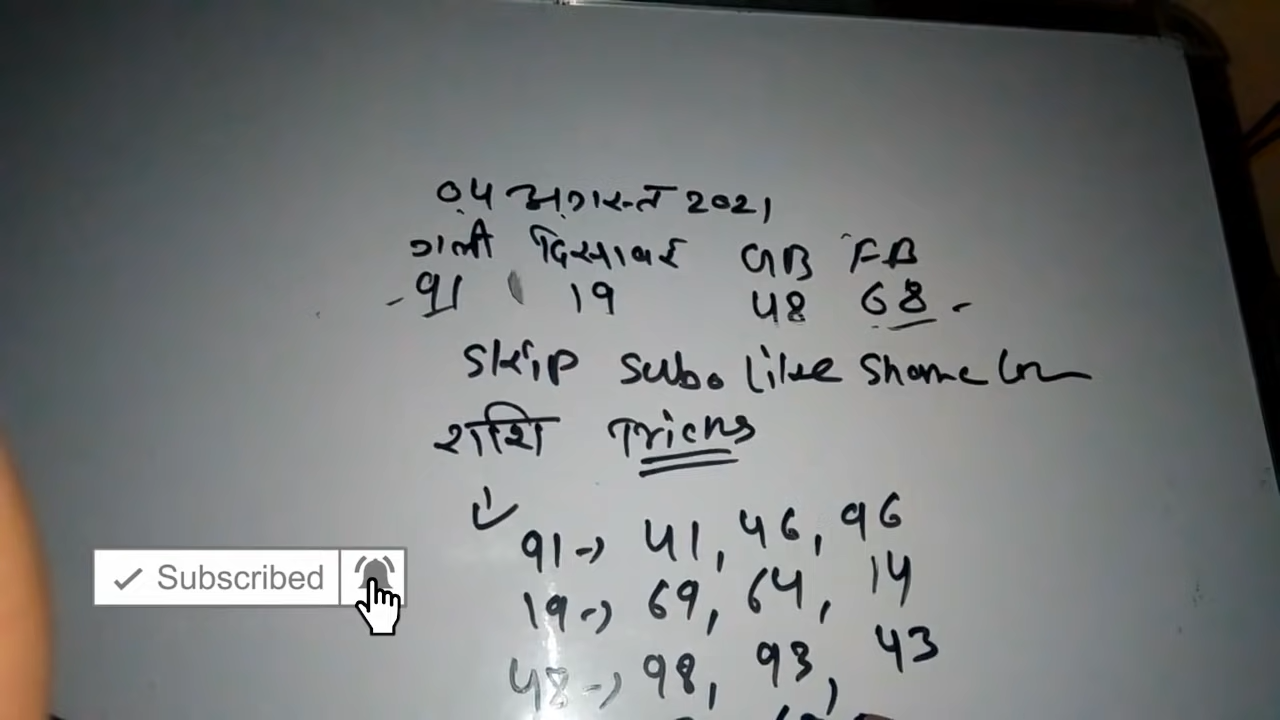 04 अगस्त 2021
गली दिसावर GB FB
91 19 48 68
Skip Subs Like Share
राशि Tricks
91→ 41, 46, 96
19→ 69, 64, 14
48→ 98, 93, 43
Subscribed